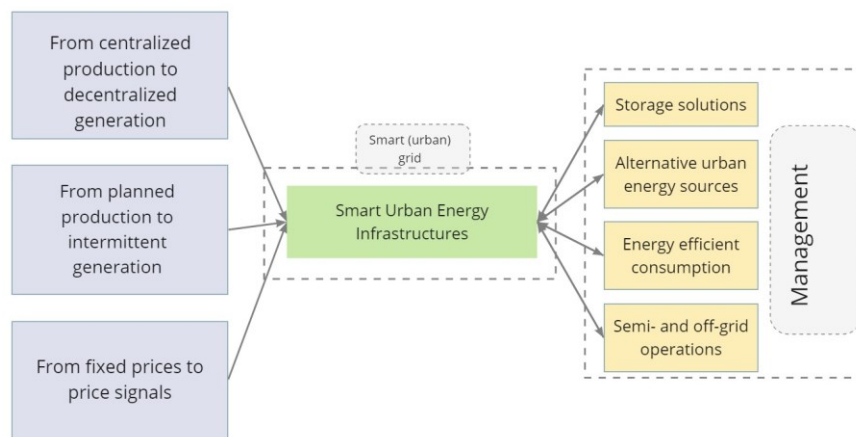 From centralized
production to
decentralized
generation
From planned
production to
intermittent
generation
From fixed prices to
price signals
Smart (urban)
grid
Smart Urban Energy
Infrastructures
Storage solutions
Alternative urban
energy sources
Energy efficient
consumption
Semi- and off-grid
operations
Management